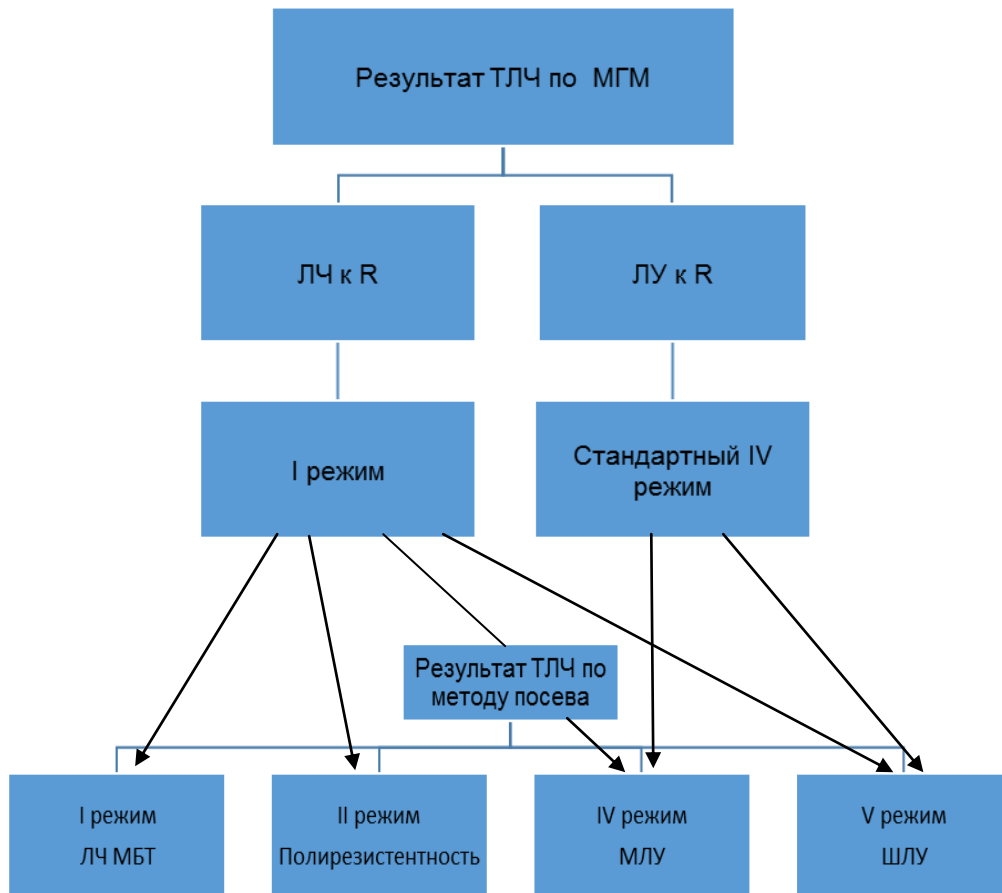 Результат ТЛЧ по МГМ
ЛЧ к R
ЛУ к R
I режим
Стандартный IV
режим
Результат ТЛЧ по
методу посева
I режим
ЛЧ МБТ
II режим
Полирезистентность
IV режим
МЛУ
V режим
ШЛУ